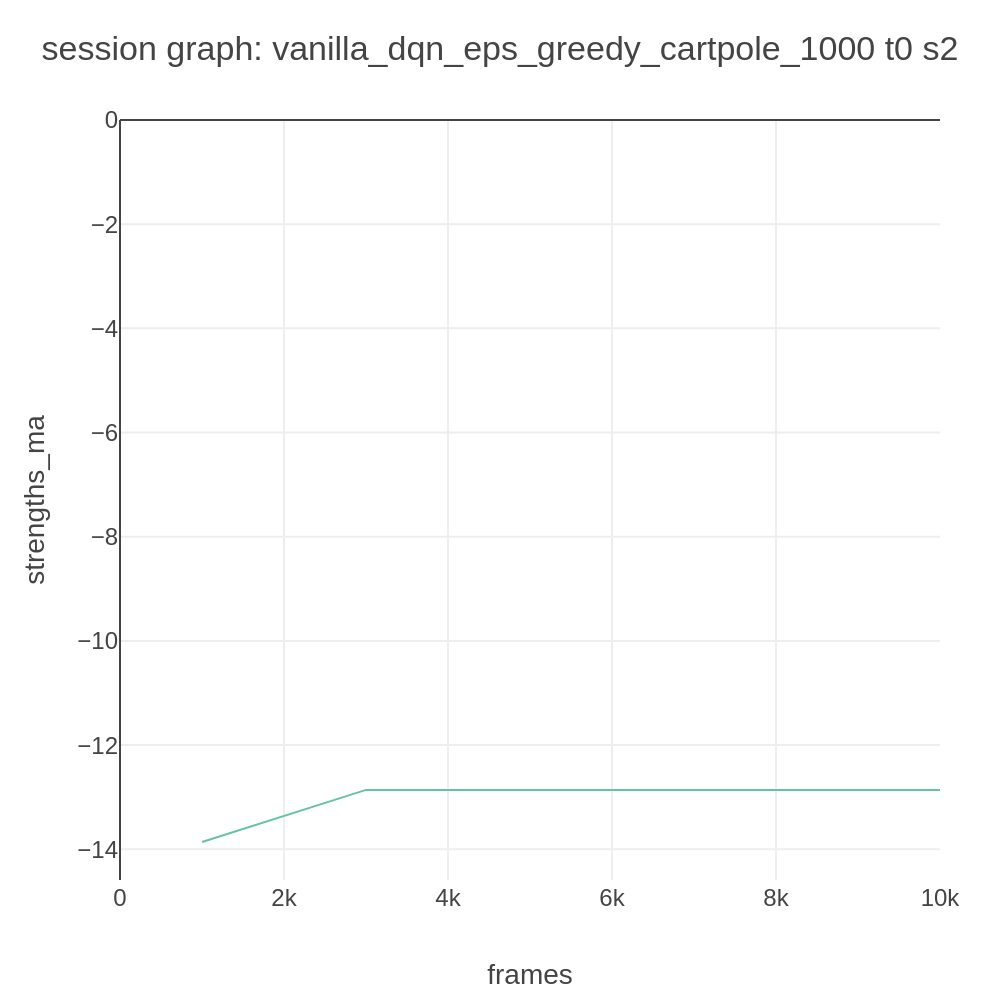 session graph: vanilla_dqn_eps_greedy_cartpole_1000 t0 s2
0
−2
−4
−6
−8
−10
−12
−14
strengths_ma
0 2k 4k 6k 8k 10k
frames